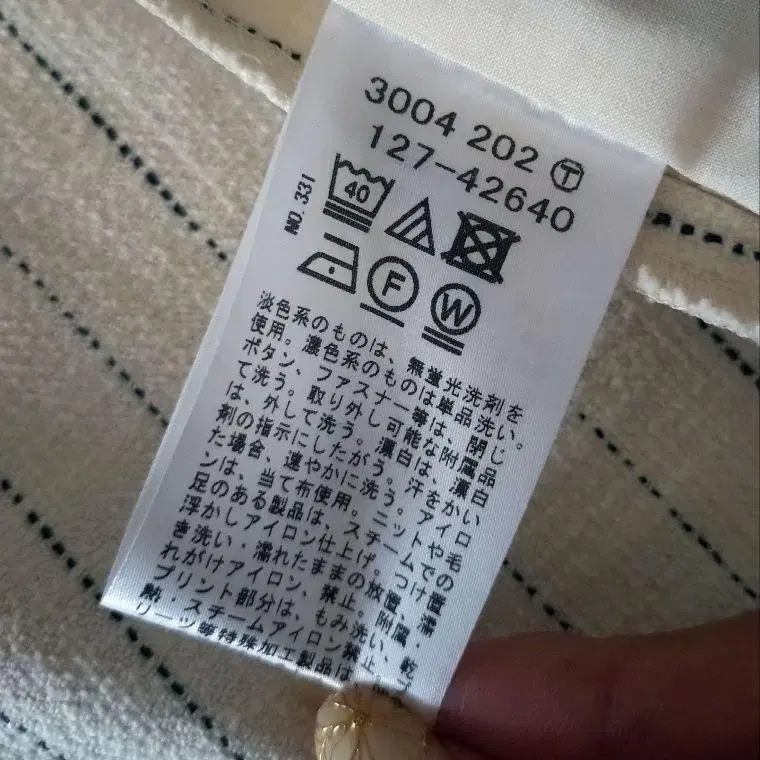 3004 202 Ⓣ
127-42640
NO. 331
40
F
W
淡色系のものは、無蛍光洗剤を
使用。濃色系のものは単品洗い。
ボタン、ファスナー等は、閉じ
て洗う。取り外し可能な附属品
は、外して洗う。漂白は、漂白
剤の指示にしたがう。汗をかい
た場合、速やかに洗う。アイロ
ンは、当て布使用。ニットや毛
足のある製品は、スチームでの
浮かしアイロン仕上げ。つけ置
き洗い・濡れたままの放置、濡
れがけアイロン、禁止。附属、
プリント部分は、もみ洗い、乾
熱・スチームアイロン禁止。プ
リーツ等特殊加工製品は